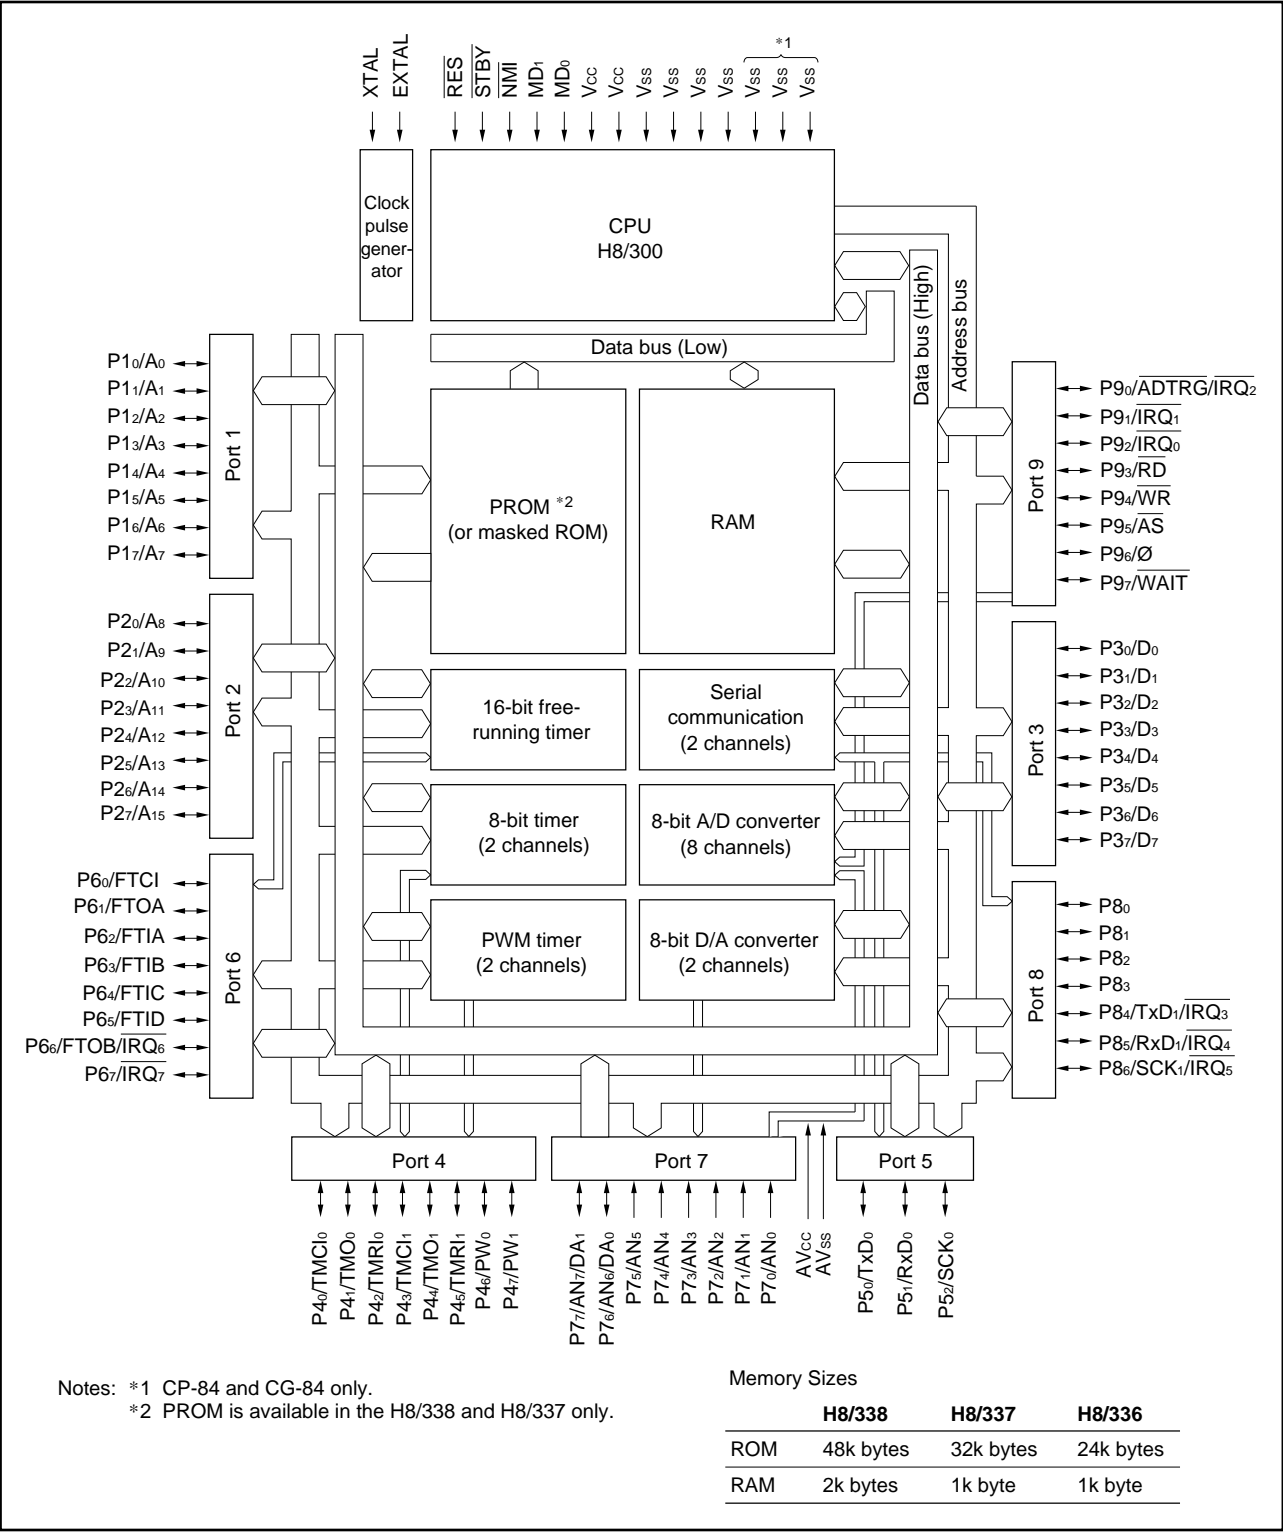 *1
XTAL
EXTAL
RES
STBY
NMI
MD1
MD0
VCC
VCC
VSS
VSS
VSS
VSS
VSS
VSS
VSS
Clock
pulse
gener-
ator
CPU
H8/300
Data bus (Low)
Data bus (High)
Address bus
P10/A0
P11/A1
P12/A2
P13/A3
P14/A4
P15/A5
P16/A6
P17/A7
Port 1
PROM *2
(or masked ROM)
RAM
Port 9
P90/ADTRG/IRQ2
P91/IRQ1
P92/IRQ0
P93/RD
P94/WR
P95/AS
P96/Ø
P97/WAIT
P20/A8
P21/A9
P22/A10
P23/A11
P24/A12
P25/A13
P26/A14
P27/A15
Port 2
16-bit free-
running timer
Serial
communication
(2 channels)
Port 3
P30/D0
P31/D1
P32/D2
P33/D3
P34/D4
P35/D5
P36/D6
P37/D7
8-bit timer
(2 channels)
8-bit A/D converter
(8 channels)
P60/FTCI
P61/FTOA
P62/FTIA
P63/FTIB
P64/FTIC
P65/FTID
P66/FTOB/IRQ6
P67/IRQ7
Port 6
PWM timer
(2 channels)
8-bit D/A converter
(2 channels)
Port 8
P80
P81
P82
P83
P84/TxD1/IRQ3
P85/RxD1/IRQ4
P86/SCK1/IRQ5
Port 4
Port 7
Port 5
P40/TMCI0
P41/TMO0
P42/TMRI0
P43/TMCI1
P44/TMO1
P45/TMRI1
P46/PW0
P47/PW1
P77/AN7/DA1
P76/AN6/DA0
P75/AN5
P74/AN4
P73/AN3
P72/AN2
P71/AN1
P70/AN0
AVCC
AVSS
P50/TxD0
P51/RxD0
P52/SCK0
Notes: *1 CP-84 and CG-84 only.
*2 PROM is available in the H8/338 and H8/337 only.
Memory Sizes
H8/338 H8/337 H8/336
ROM 48k bytes 32k bytes 24k bytes
RAM 2k bytes 1k byte 1k byte